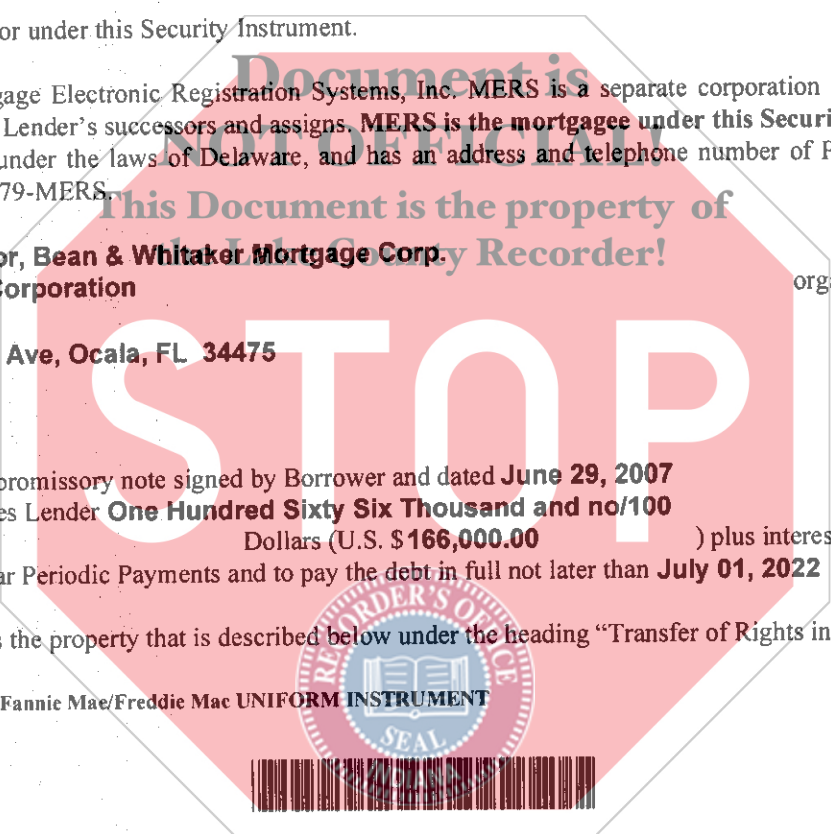 or under this Security Instrument.
Document is
gage Electronic Registration Systems, Inc. MERS is a separate corporation
Lender's successors and assigns. MERS is the mortgagee under this Securi
NOT OFFICIAL!
under the laws of Delaware, and has an address and telephone number of P
79-MERS.
This Document is the property of
the Lake County Recorder!
or, Bean & Whitaker Mortgage Corp.
Corporation
orga
Ave, Ocala, FL 34475
STOP
promissory note signed by Borrower and dated June 29, 2007
es Lender One Hundred Sixty Six Thousand and no/100
Dollars (U.S. $166,000.00 ) plus interes
ar Periodic Payments and to pay the debt in full not later than July 01, 2022
s the property that is described below under the heading “Transfer of Rights in
RECORDER'S OFFICE
Fannie Mae/Freddie Mac UNIFORM INSTRUMENT
SEAL
INDIANA